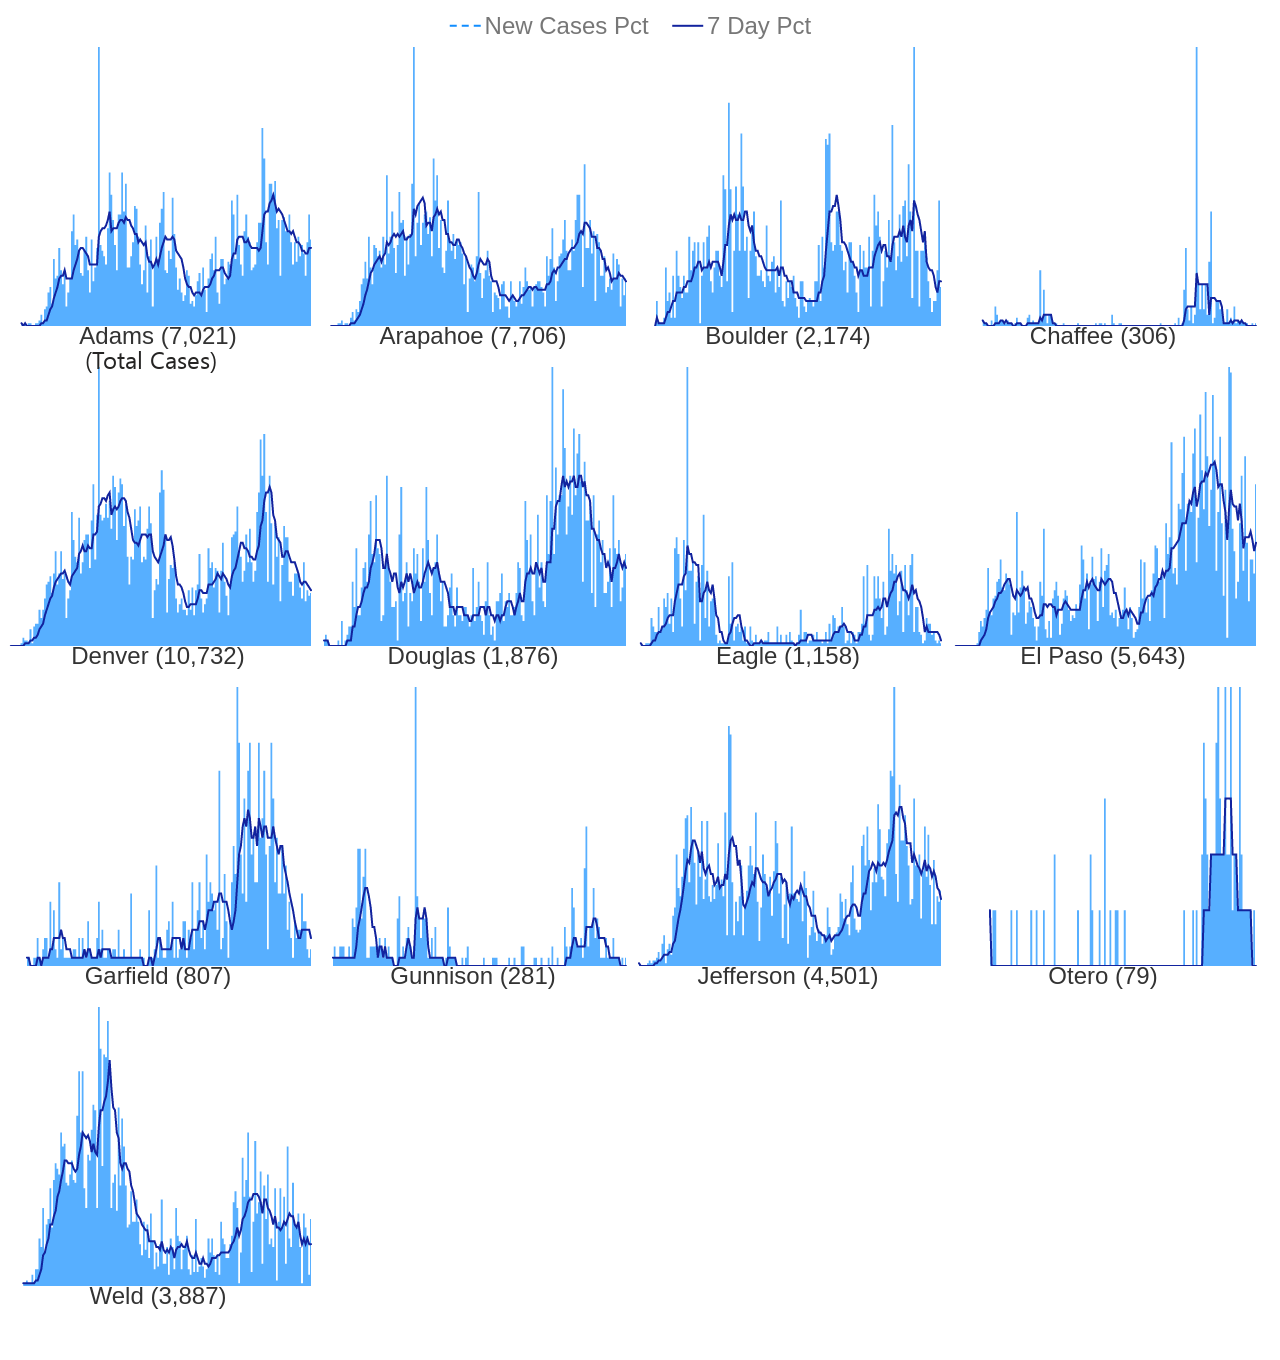 New Cases Pct 7 Day Pct
Adams (7,021) Arapahoe (7,706) Boulder (2,174) Chaffee (306)
(Total Cases)
Denver (10,732) Douglas (1,876) Eagle (1,158) El Paso (5,643)
Garfield (807) Gunnison (281) Jefferson (4,501) Otero (79)
Weld (3,887)